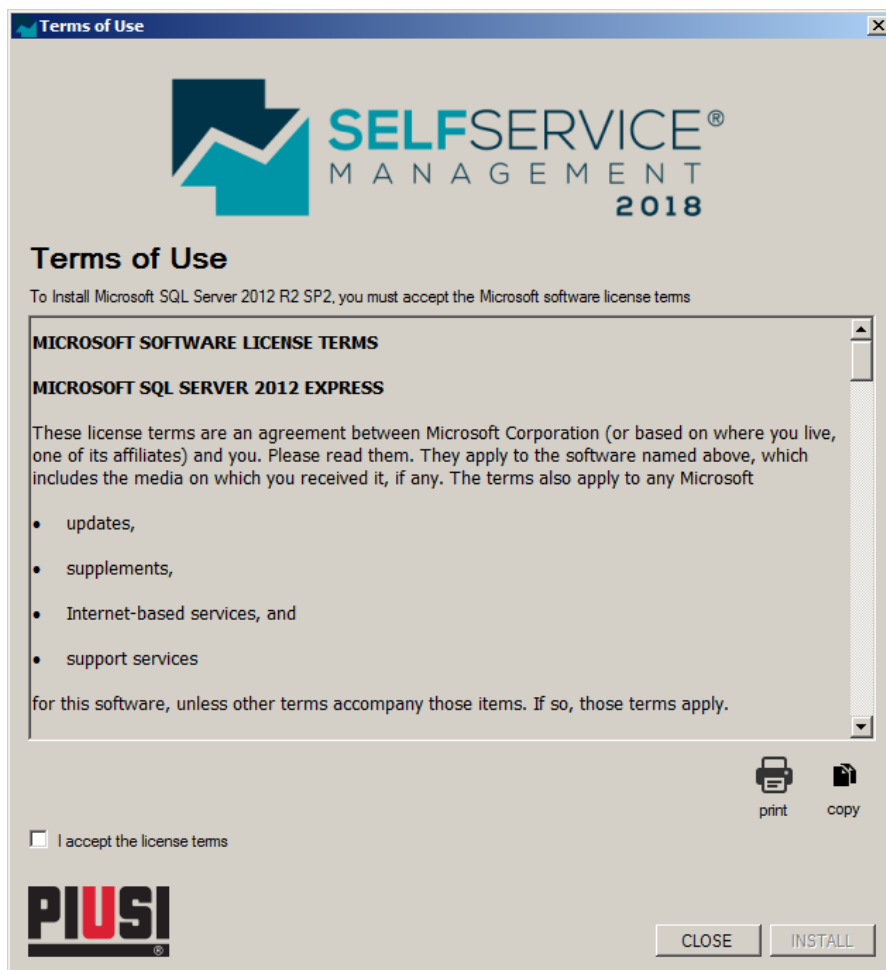 Terms of Use
SELFSERVICE®
MANAGEMENT
2018
Terms of Use
To Install Microsoft SQL Server 2012 R2 SP2, you must accept the Microsoft software license terms
MICROSOFT SOFTWARE LICENSE TERMS
MICROSOFT SQL SERVER 2012 EXPRESS
These license terms are an agreement between Microsoft Corporation (or based on where you live,
one of its affiliates) and you. Please read them. They apply to the software named above, which
includes the media on which you received it, if any. The terms also apply to any Microsoft
• updates,
• supplements,
• Internet-based services, and
• support services
for this software, unless other terms accompany those items. If so, those terms apply.
print copy
I accept the license terms
PIUSI®
CLOSE INSTALL